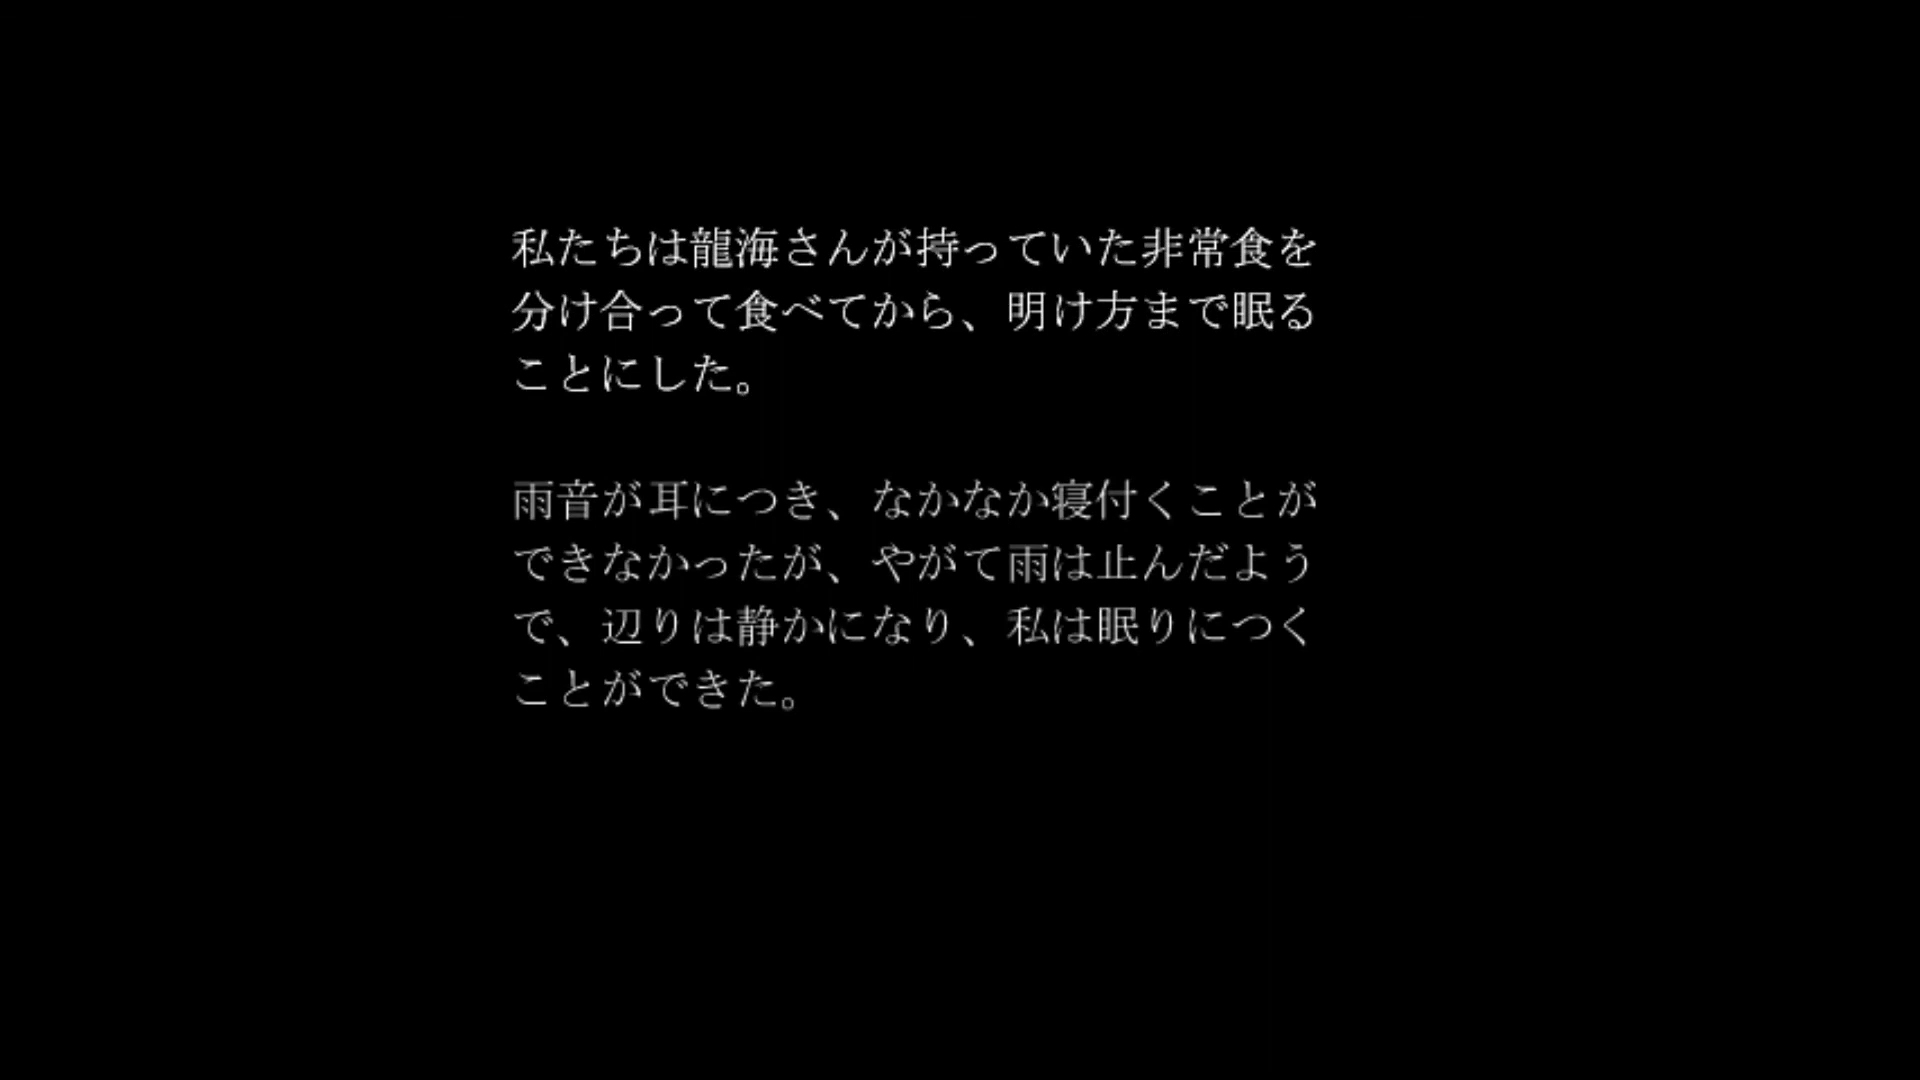 私たちは龍海さんが持っていた非常食を
分け合って食べてから、明け方まで眠る
ことにした。
雨音が耳につき、なかなか寝付くことが
できなかったが、やがて雨は止んだよう
で、辺りは静かになり、私は眠りにつく
ことができた。